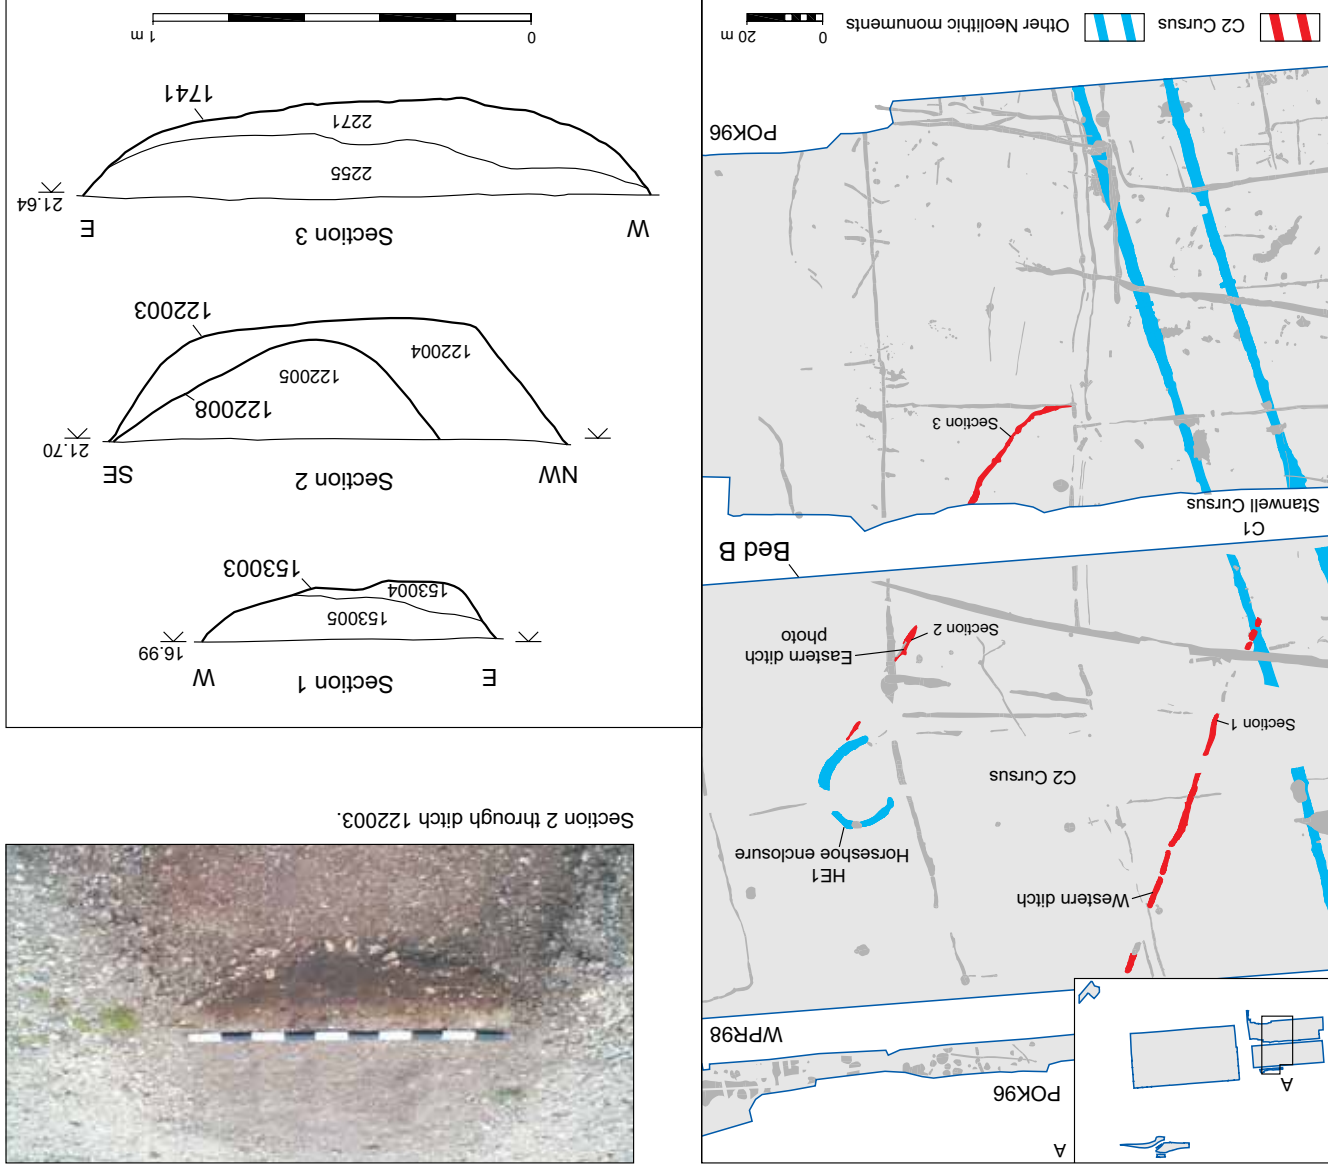 A
A
POK96
WPR98
Western ditch
HE1
Horseshoe enclosure
C2 Cursus
Section 1
Eastern ditch
photo
Section 2
Bed B
C1
Stanwell Cursus
Section 3
POK96
C2 Cursus
Other Neolithic monuments
0 20 m
Section 2 through ditch 122003.
Section 1
E W
16.99
153005
153004
153003
Section 2
NW SE
21.70
122005
122008
122004
122003
Section 3
W E
21.64
2255
2271
1741
0 1 m